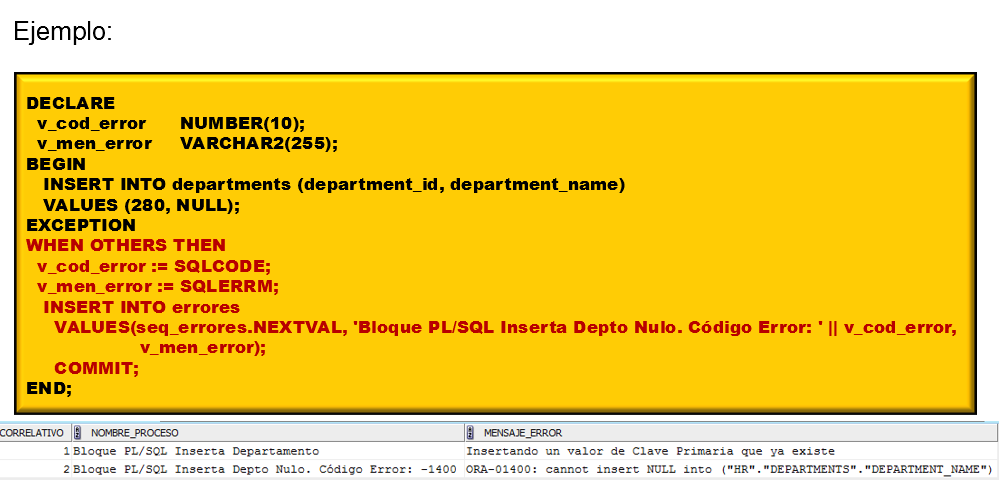 Ejemplo:
DECLARE
v_cod_error NUMBER(10);
v_men_error VARCHAR2(255);
BEGIN
INSERT INTO departments (department_id, department_name)
VALUES (280, NULL);
EXCEPTION
WHEN OTHERS THEN
v_cod_error := SQLCODE;
v_men_error := SQLERRM;
INSERT INTO errores
VALUES(seq_errores.NEXTVAL, 'Bloque PL/SQL Inserta Depto Nulo. Código Error: ' || v_cod_error,
v_men_error);
COMMIT;
END;
CORRELATIVO NOMBRE_PROCESO MENSAJE_ERROR
1 Bloque PL/SQL Inserta Departamento Insertando un valor de Clave Primaria que ya existe
2 Bloque PL/SQL Inserta Depto Nulo. Código Error: -1400 ORA-01400: cannot insert NULL into ("HR"."DEPARTMENTS"."DEPARTMENT_NAME")